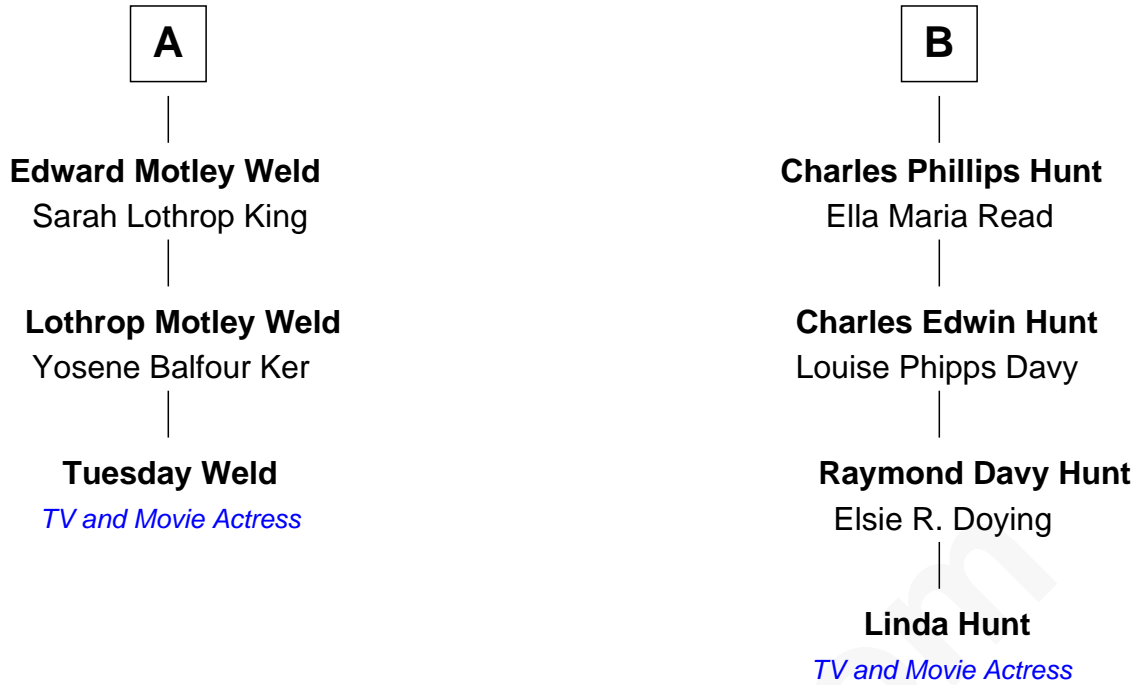 A
Edward Motley Weld
Sarah Lothrop King
Lothrop Motley Weld
Yosene Balfour Ker
Tuesday Weld
TV and Movie Actress
B
Charles Phillips Hunt
Ella Maria Read
Charles Edwin Hunt
Louise Phipps Davy
Raymond Davy Hunt
Elsie R. Doying
Linda Hunt
TV and Movie Actress